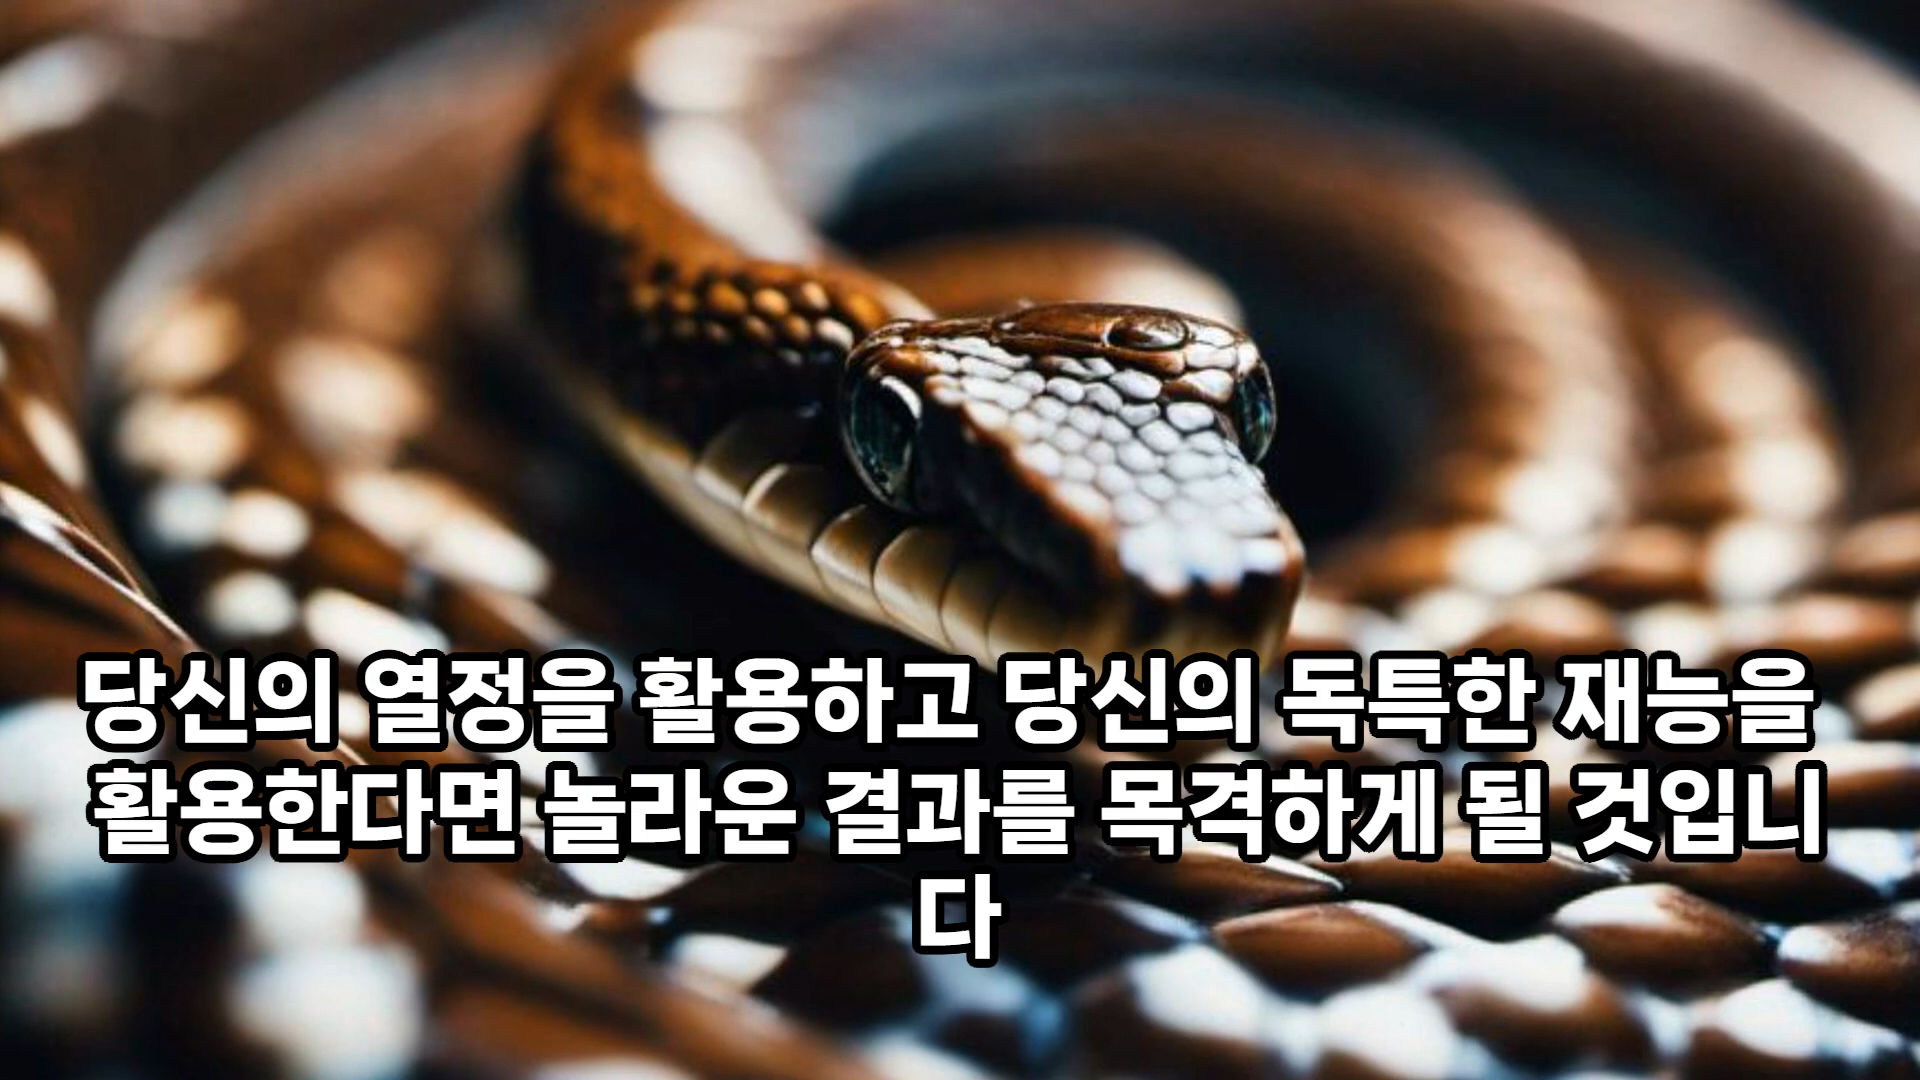 당신의 열정을 활용하고 당신의 독특한 재능을
활용한다면 놀라운 결과를 목격하게 될 것입니
다